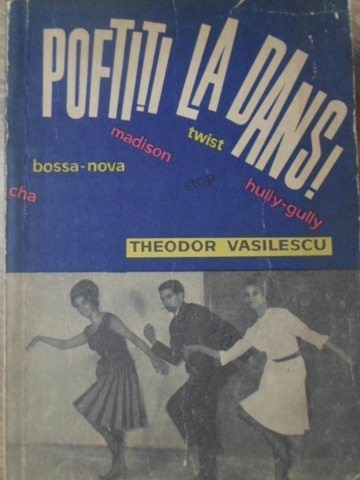 POFTIȚI LA DANS!
madison
twist
bossa-nova
stop
cha
hully-gully
THEODOR VASILESCU